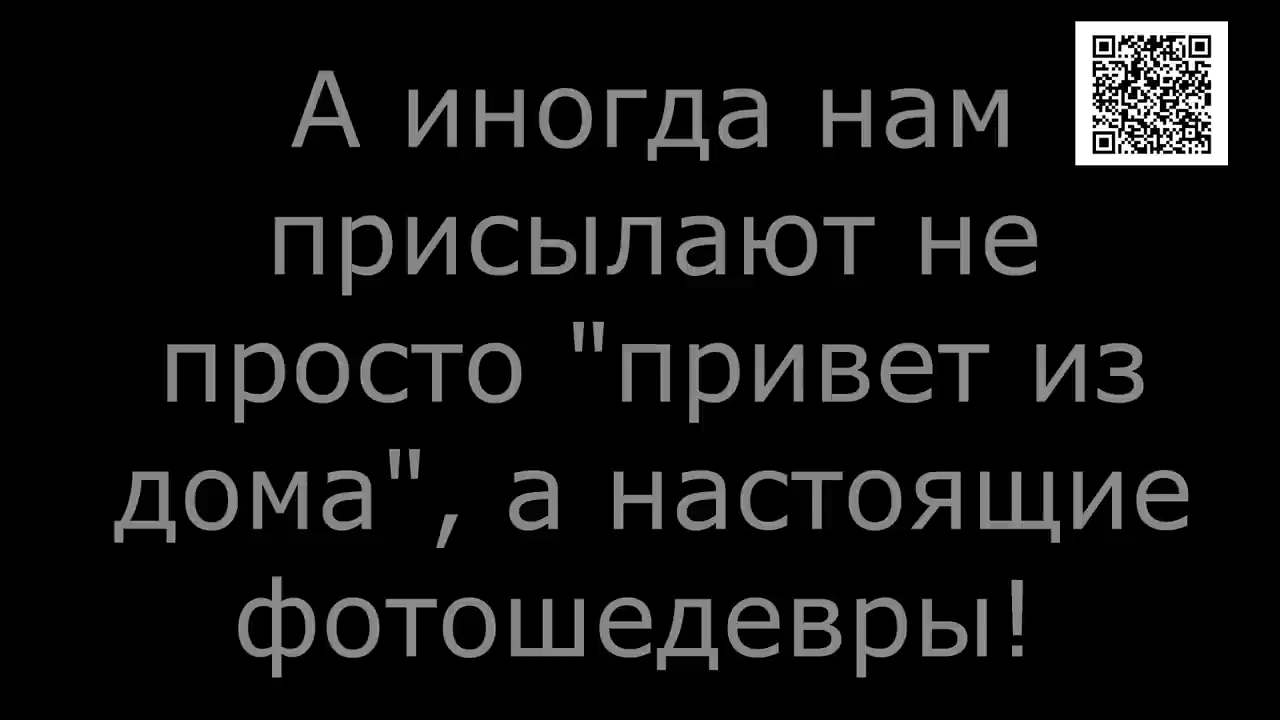 А иногда нам
присылают не
просто "привет из
дома", а настоящие
фотошедевры!